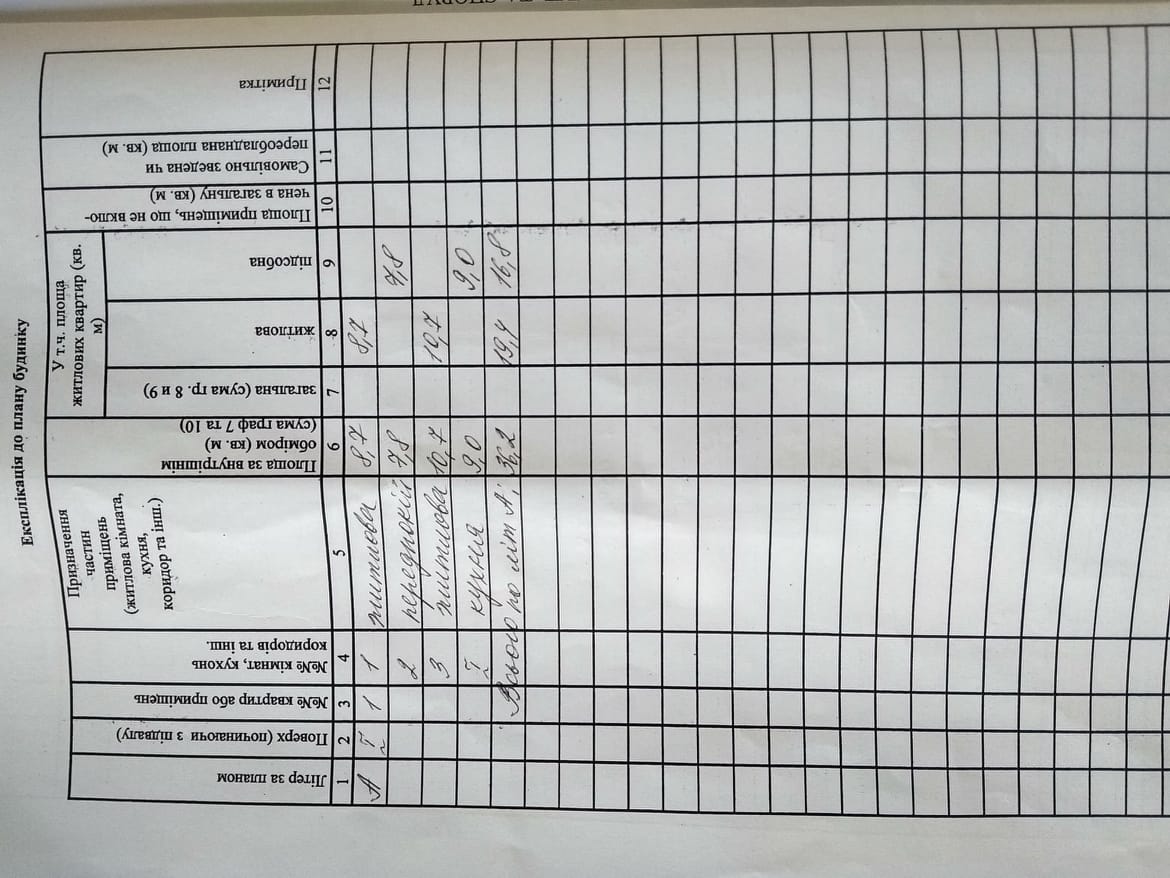 Експлікація до плану будинку
Літер за планом
Поверх (починаючи з підвалу)
№№ квартир або приміщень
№№ кімнат, кухонь
коридорів та інш.
Призначення
частин
приміщень
(житлова кімната,
кухня,
коридор та інш.)
Площа за внутрішнім
обміром (кв. м)
(сума граф 7 та 10)
У т.ч. площа
житлових квартир (кв.
м)
загальна (сума гр. 8 и 9)
житлова
підсобна
Площа приміщень, що не вклю-
чена в загальну (кв. м)
Самовільно зведена чи
переобладнана площа (кв. м)
Примітка
1 2 3 4 5 6 7 8 9 10 11 12
А I 1 1 житлова 8,7 8,7
2 передпокій 7,8 7,8
3 житлова 10,7 10,7
I кухня 9,0 9,0
Всього по літ А; 36,2 19,4 16,8